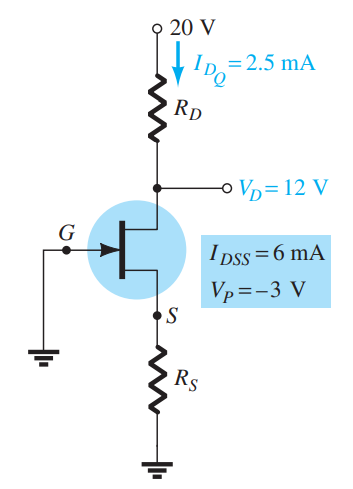 20 V
I_DQ = 2.5 mA
R_D
V_D = 12 V
G
I_DSS = 6 mA
V_P = –3 V
S
R_S